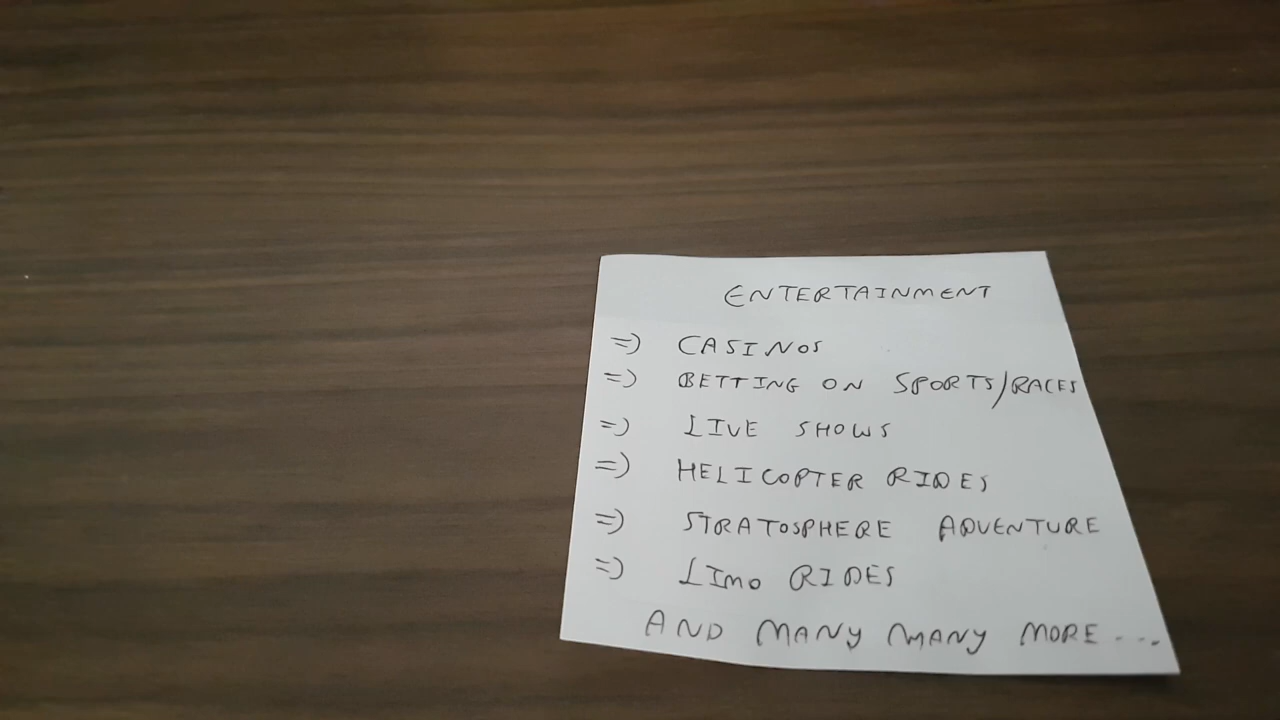 ENTERTAINMENT
=> CASINOS
=> BETTING ON SPORTS/RACES
=> LIVE SHOWS
=> HELICOPTER RIDES
=> STRATOSPHERE ADVENTURE
=> LIMO RIDES
AND MANY MANY MORE ----